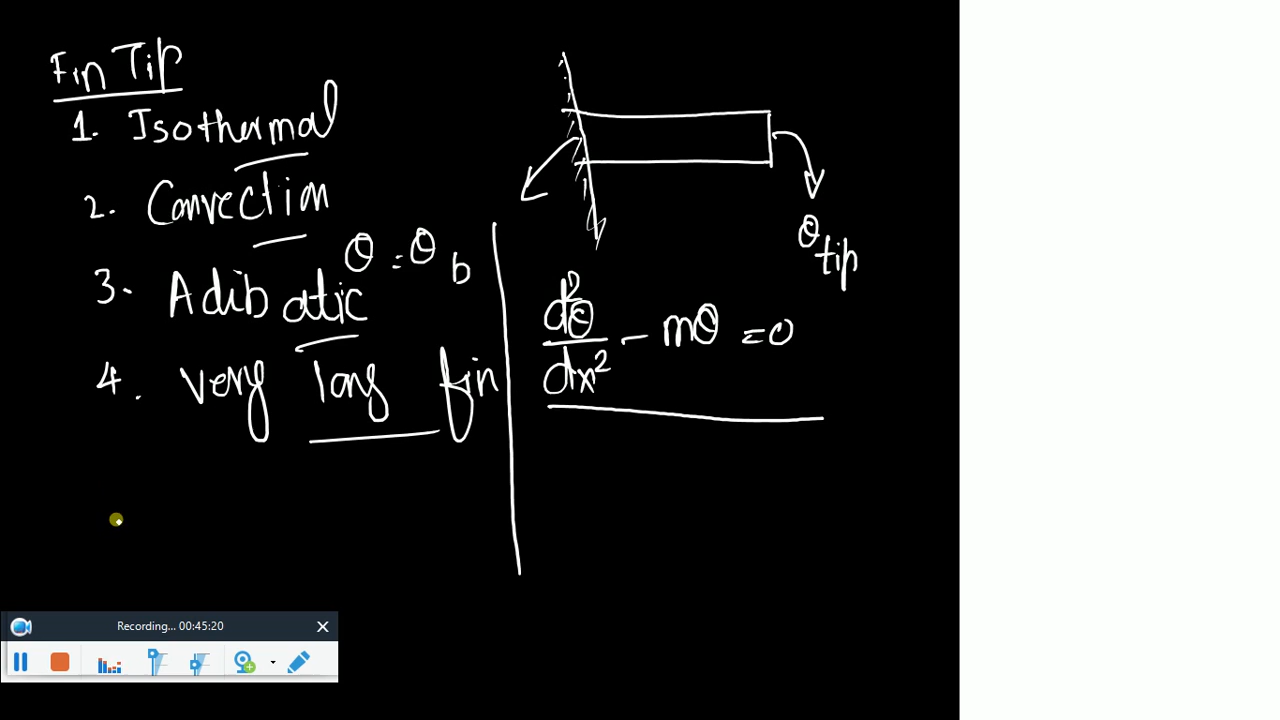 Fin Tip
1. Isothermal
2. Convection
θ = θb
3. Adibatic
4. Very long fin
θtip
d²θ/dx² - mθ = 0
Recording... 00:45:20